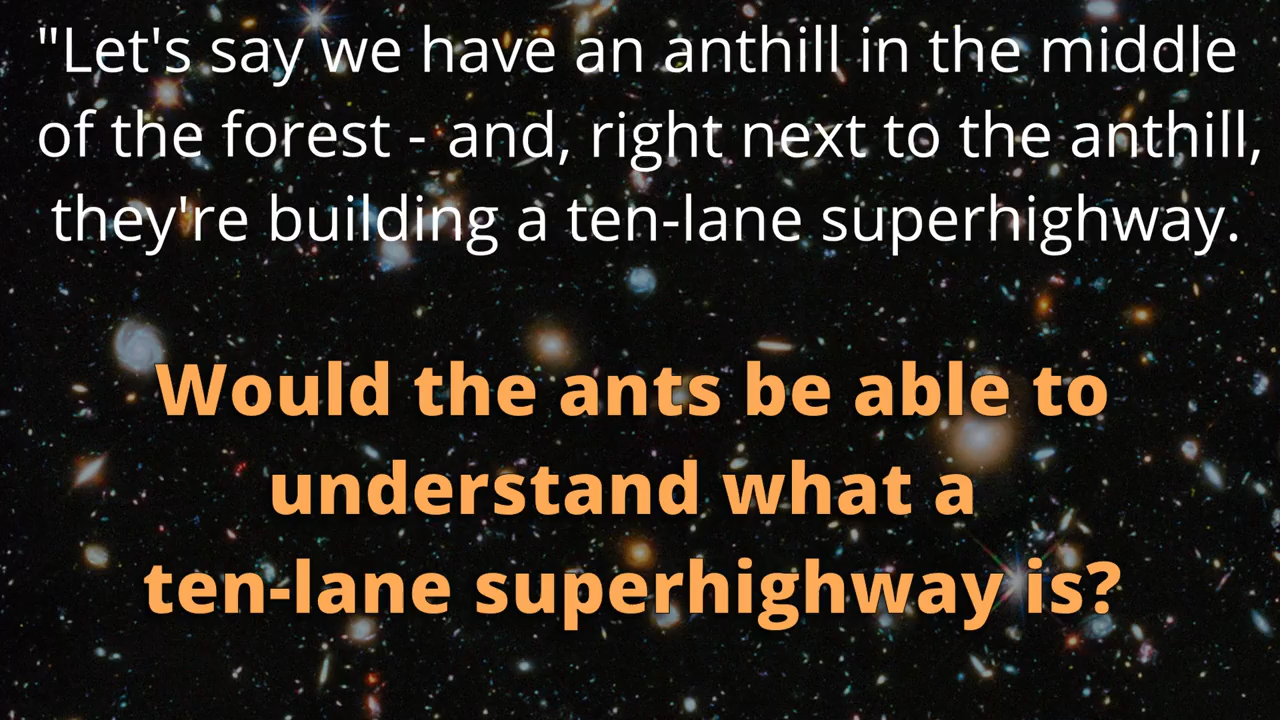 "Let's say we have an anthill in the middle
of the forest - and, right next to the anthill,
they're building a ten-lane superhighway.
Would the ants be able to
understand what a
ten-lane superhighway is?